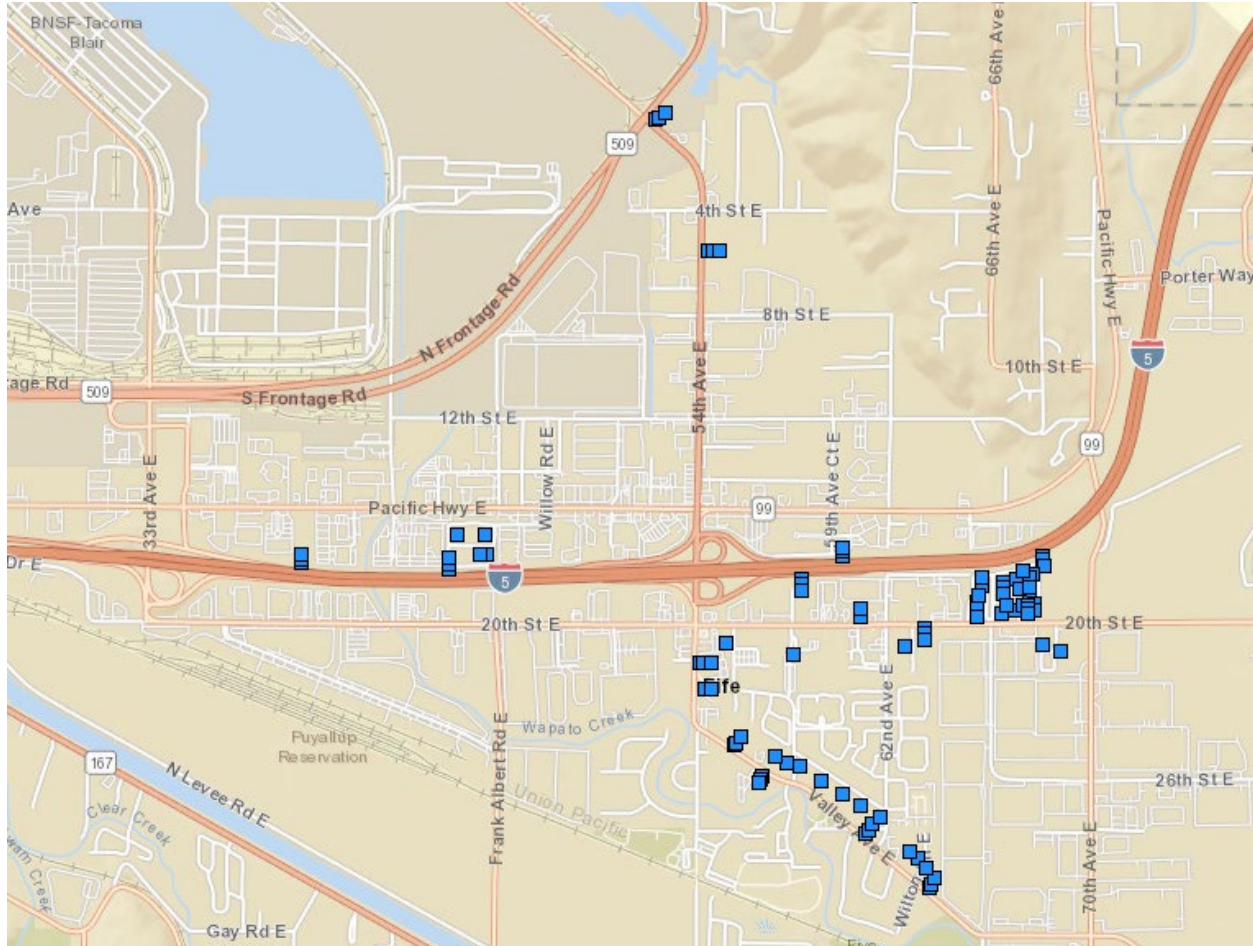 BNSF-Tacoma
Blair
66th Ave E
509
Ave
4th St E
66th Ave E
Pacific Hwy E
Porter Way
N Frontage Rd
8th St E
5
54th Ave E
10th St E
Rd
509
S Frontage Rd
12th St E
99
33rd Ave E
Willow Rd E
Pacific Hwy E
99
9th Ave Ct E
Dr E
5
20th St E
20th St E
Fife
62nd Ave E
Wapato Creek
Puyallup
Reservation
167
N Levee Rd E
Frank Albert Rd E
Union Pacific
26th St E
Clear Creek
Valley Ave E
Creek
Wilton
E
70th Ave E
Gay Rd E